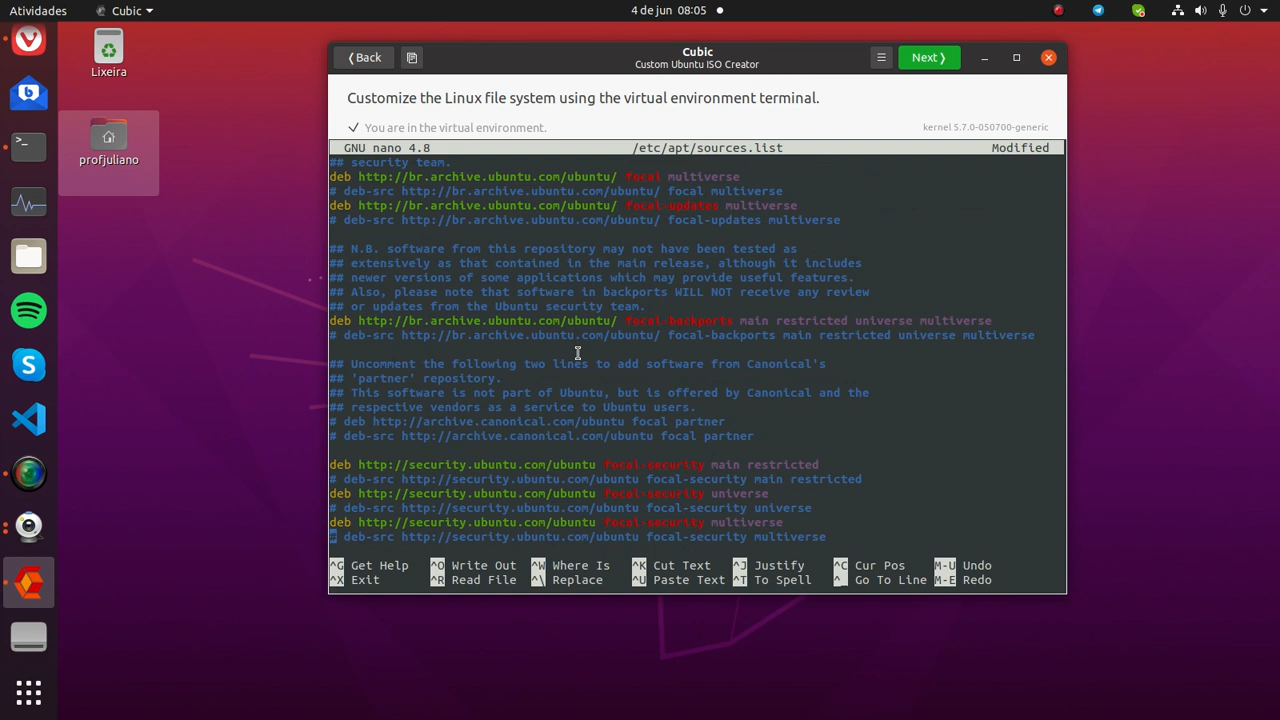 Atividades
Cubic
4 de jun 08:05
Lixeira
profjuliano
Back
Cubic
Custom Ubuntu ISO Creator
Next
Customize the Linux file system using the virtual environment terminal.
You are in the virtual environment.
kernel 5.7.0-050700-generic
GNU nano 4.8 /etc/apt/sources.list Modified
## security team.
deb http://br.archive.ubuntu.com/ubuntu/ focal multiverse
# deb-src http://br.archive.ubuntu.com/ubuntu/ focal multiverse
deb http://br.archive.ubuntu.com/ubuntu/ focal-updates multiverse
# deb-src http://br.archive.ubuntu.com/ubuntu/ focal-updates multiverse
## N.B. software from this repository may not have been tested as
## extensively as that contained in the main release, although it includes
## newer versions of some applications which may provide useful features.
## Also, please note that software in backports WILL NOT receive any review
## or updates from the Ubuntu security team.
deb http://br.archive.ubuntu.com/ubuntu/ focal-backports main restricted universe multiverse
# deb-src http://br.archive.ubuntu.com/ubuntu/ focal-backports main restricted universe multiverse
## Uncomment the following two lines to add software from Canonical's
## 'partner' repository.
## This software is not part of Ubuntu, but is offered by Canonical and the
## respective vendors as a service to Ubuntu users.
# deb http://archive.canonical.com/ubuntu focal partner
# deb-src http://archive.canonical.com/ubuntu focal partner
deb http://security.ubuntu.com/ubuntu focal-security main restricted
# deb-src http://security.ubuntu.com/ubuntu focal-security main restricted
deb http://security.ubuntu.com/ubuntu focal-security universe
# deb-src http://security.ubuntu.com/ubuntu focal-security universe
deb http://security.ubuntu.com/ubuntu focal-security multiverse
# deb-src http://security.ubuntu.com/ubuntu focal-security multiverse
^G Get Help ^O Write Out ^W Where Is ^K Cut Text ^J Justify ^C Cur Pos M-U Undo
^X Exit ^R Read File ^\ Replace ^U Paste Text ^T To Spell ^_ Go To Line M-E Redo